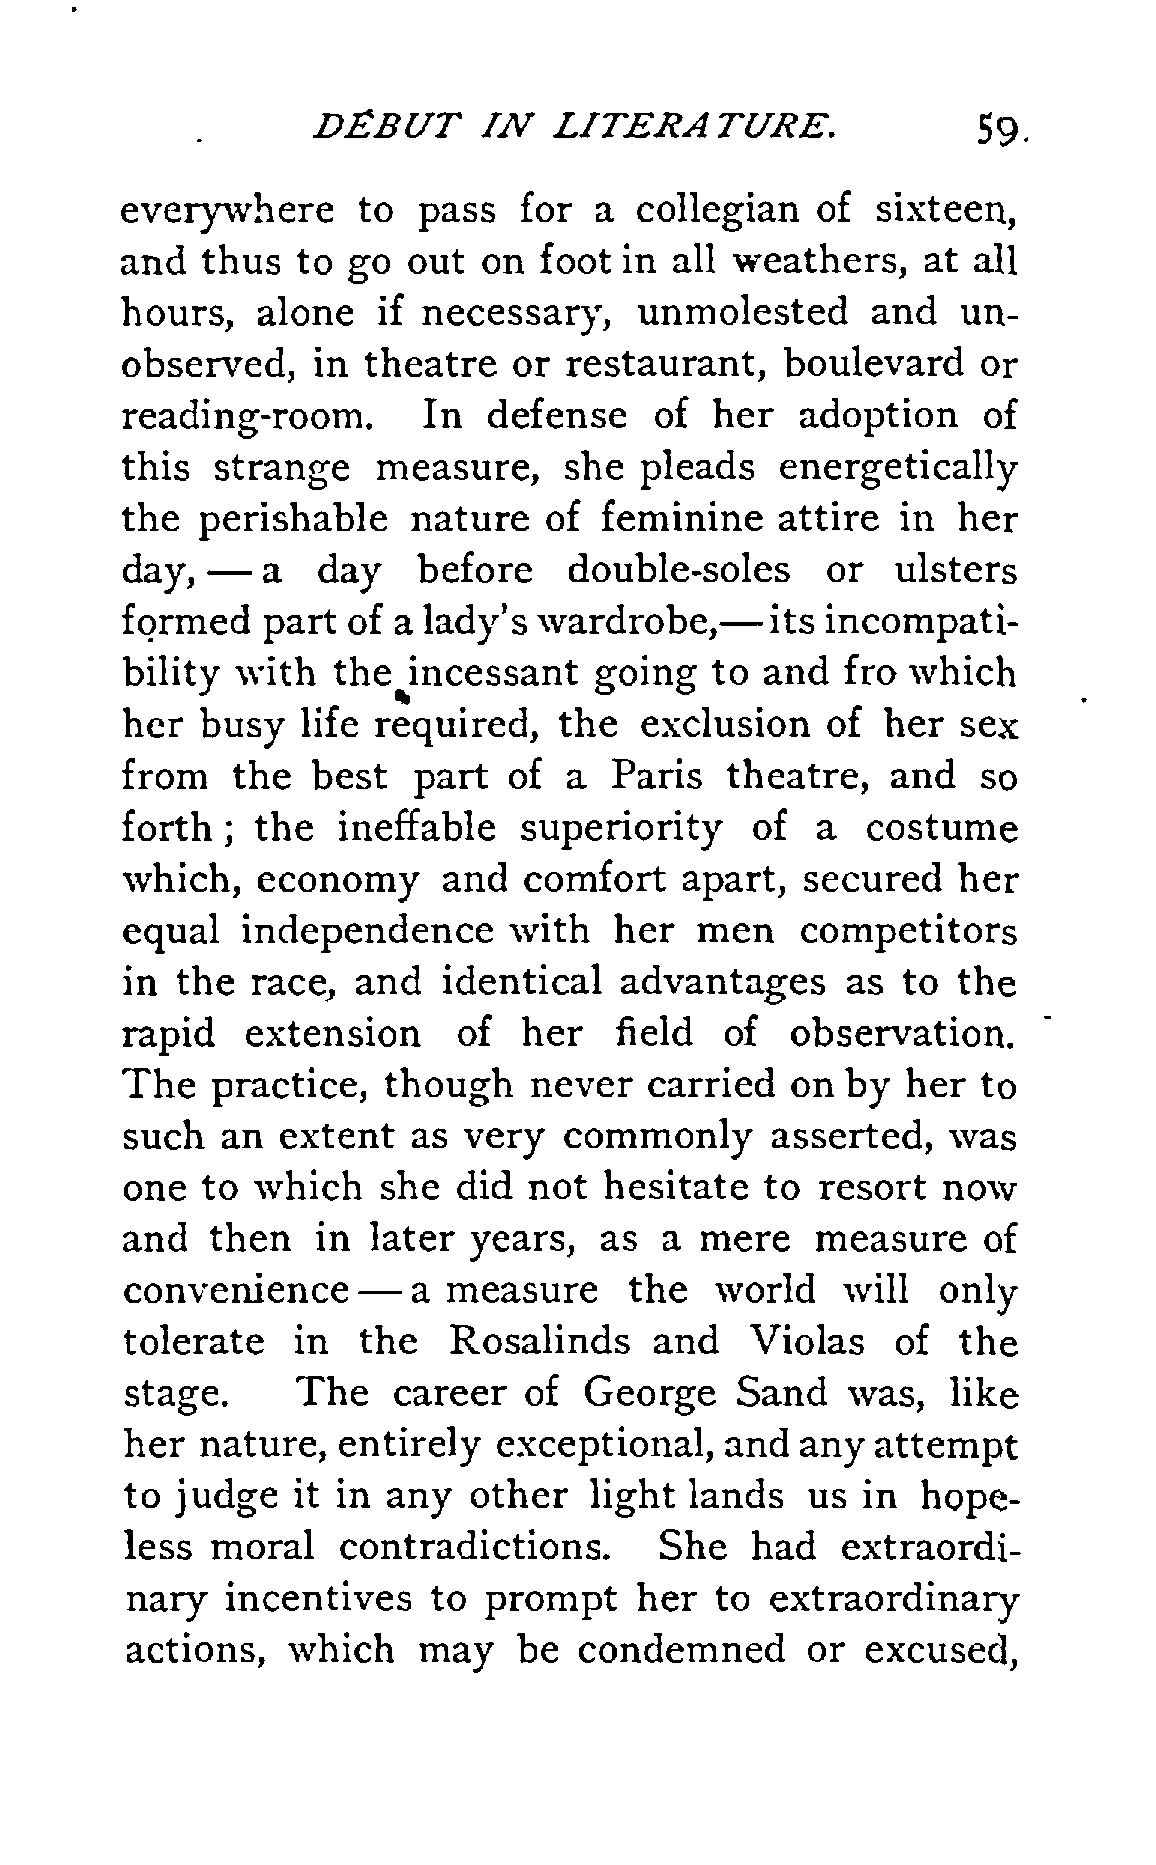 DÉBUT IN LITERATURE. 59.
everywhere to pass for a collegian of sixteen,
and thus to go out on foot in all weathers, at all
hours, alone if necessary, unmolested and un-
observed, in theatre or restaurant, boulevard or
reading-room. In defense of her adoption of
this strange measure, she pleads energetically
the perishable nature of feminine attire in her
day, — a day before double-soles or ulsters
formed part of a lady's wardrobe,— its incompati-
bility with the incessant going to and fro which
her busy life required, the exclusion of her sex
from the best part of a Paris theatre, and so
forth ; the ineffable superiority of a costume
which, economy and comfort apart, secured her
equal independence with her men competitors
in the race, and identical advantages as to the
rapid extension of her field of observation.
The practice, though never carried on by her to
such an extent as very commonly asserted, was
one to which she did not hesitate to resort now
and then in later years, as a mere measure of
convenience — a measure the world will only
tolerate in the Rosalinds and Violas of the
stage. The career of George Sand was, like
her nature, entirely exceptional, and any attempt
to judge it in any other light lands us in hope-
less moral contradictions. She had extraordi-
nary incentives to prompt her to extraordinary
actions, which may be condemned or excused,